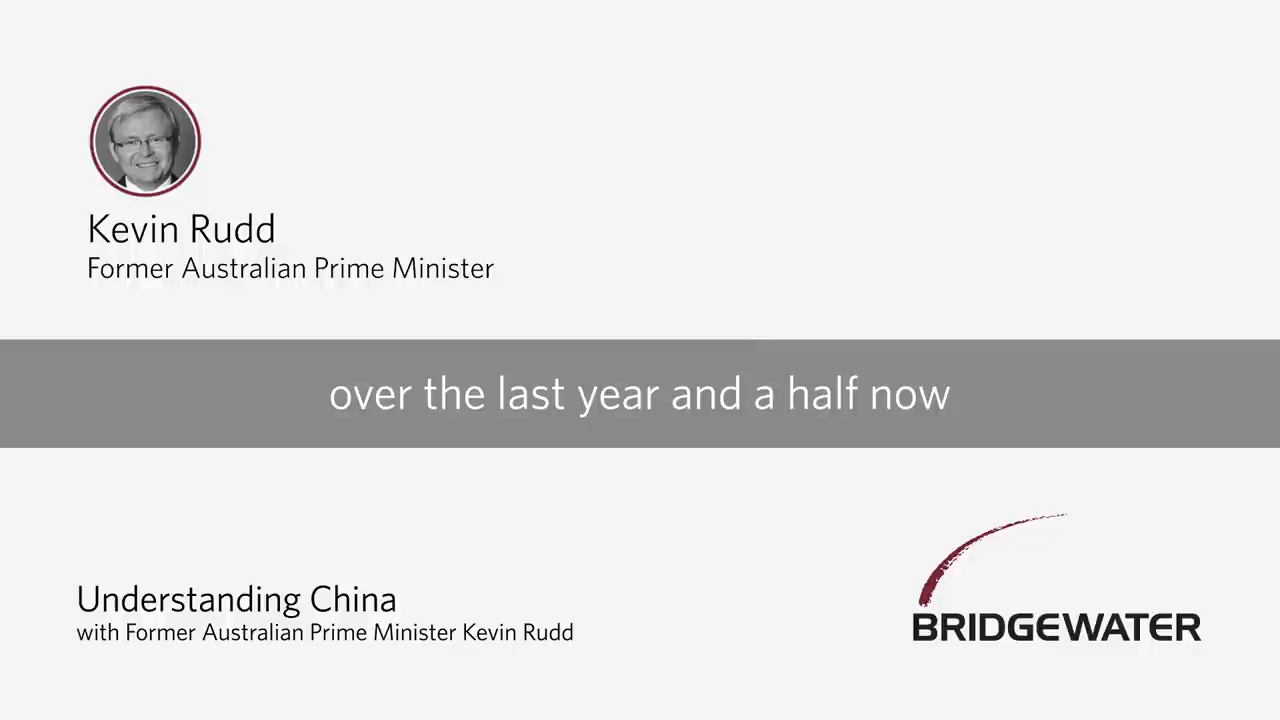 Kevin Rudd
Former Australian Prime Minister
over the last year and a half now
Understanding China
with Former Australian Prime Minister Kevin Rudd
BRIDGEWATER